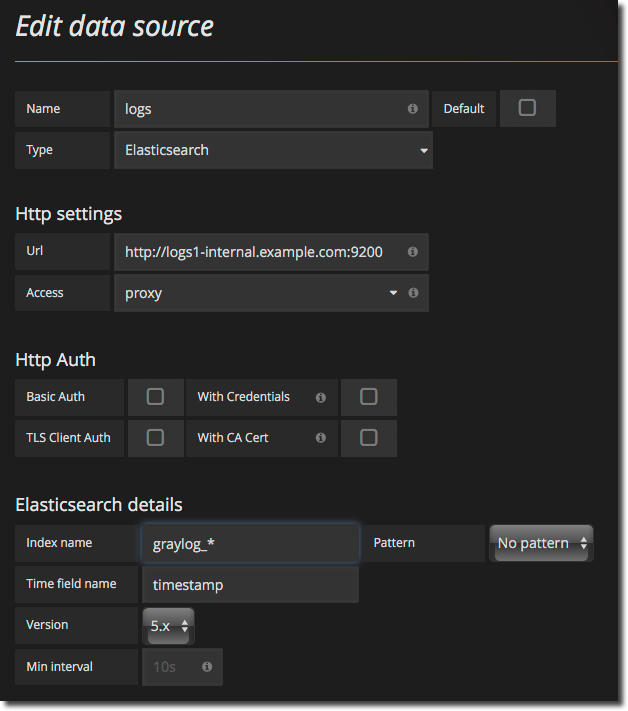 Edit data source
Name logs Default
Type Elasticsearch
Http settings
Url http://logs1-internal.example.com:9200
Access proxy
Http Auth
Basic Auth With Credentials
TLS Client Auth With CA Cert
Elasticsearch details
Index name graylog_* Pattern No pattern
Time field name timestamp
Version 5.x
Min interval 10s